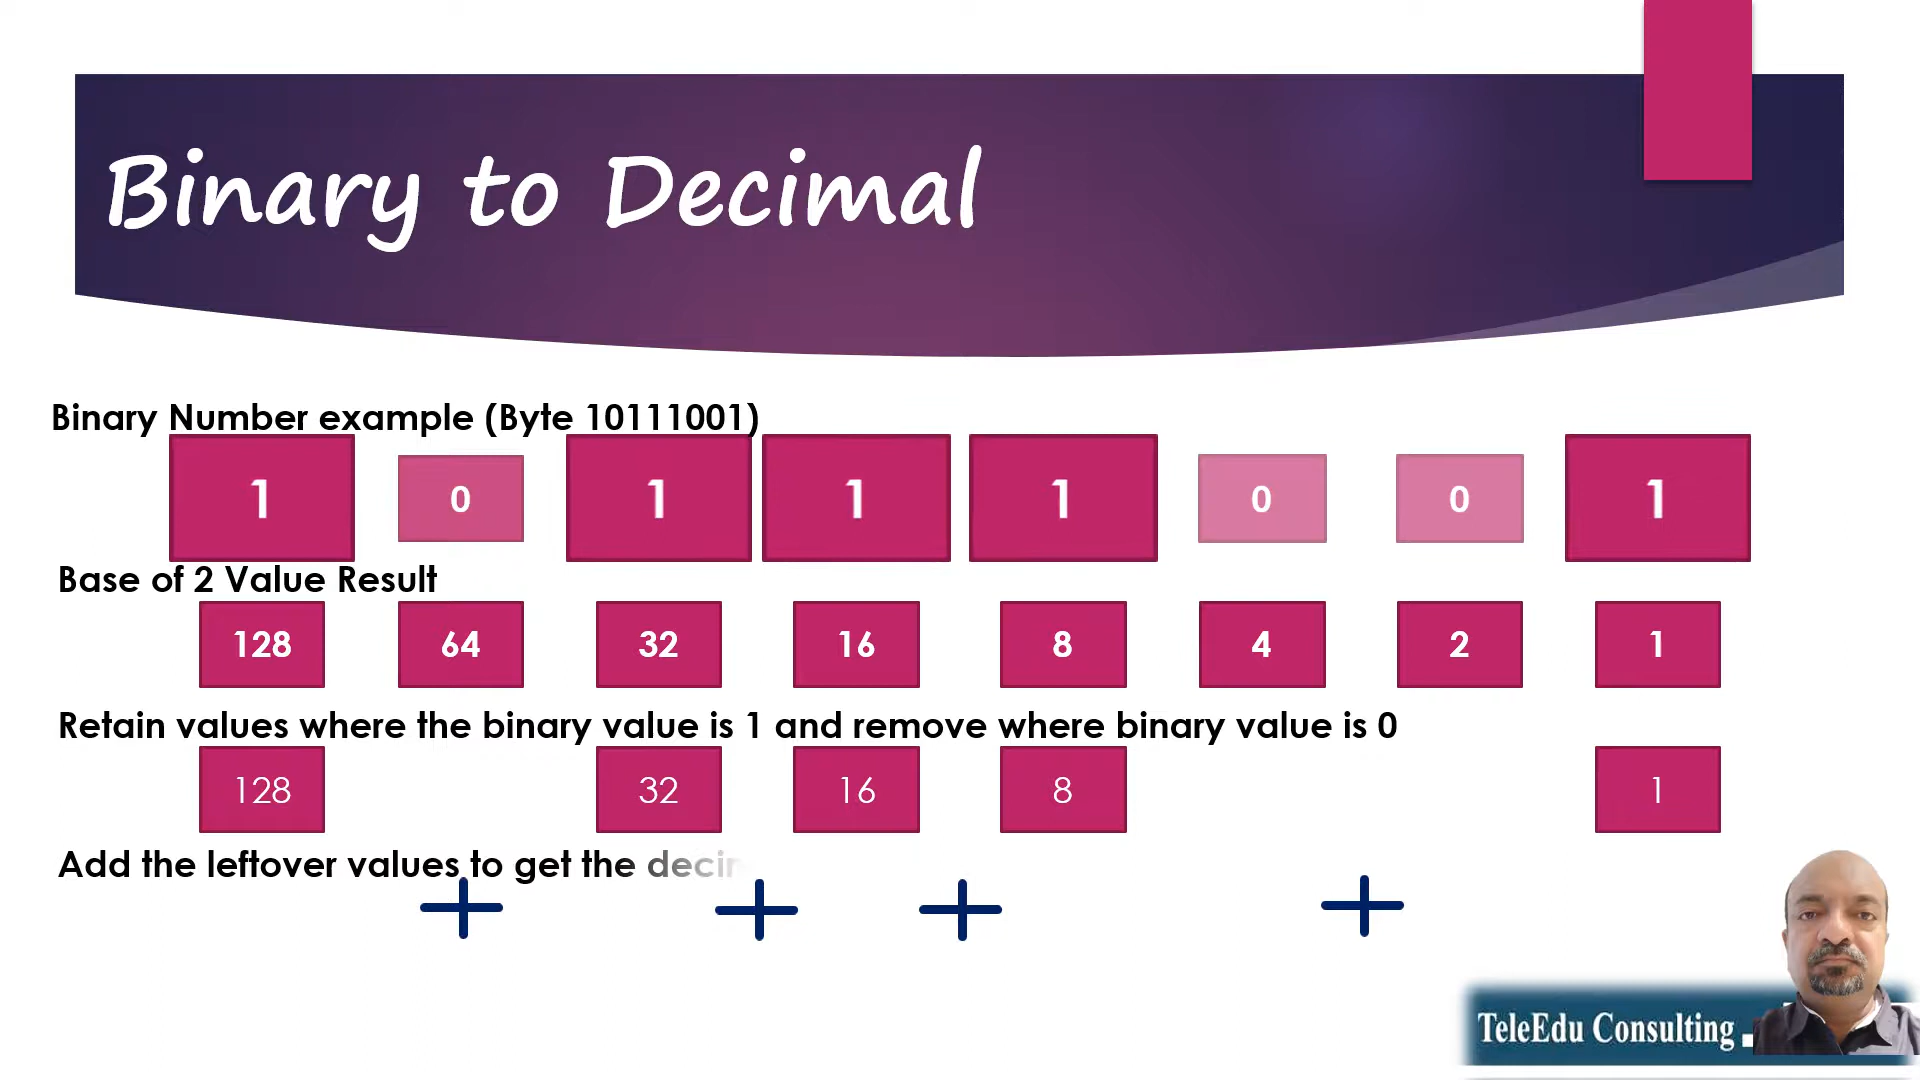 Binary to Decimal
Binary Number example (Byte 10111001)
1 0 1 1 1 0 0 1
Base of 2 Value Result
128 64 32 16 8 4 2 1
Retain values where the binary value is 1 and remove where binary value is 0
128 32 16 8 1
Add the leftover values to get the
+ + + +
TeleEdu Consulting